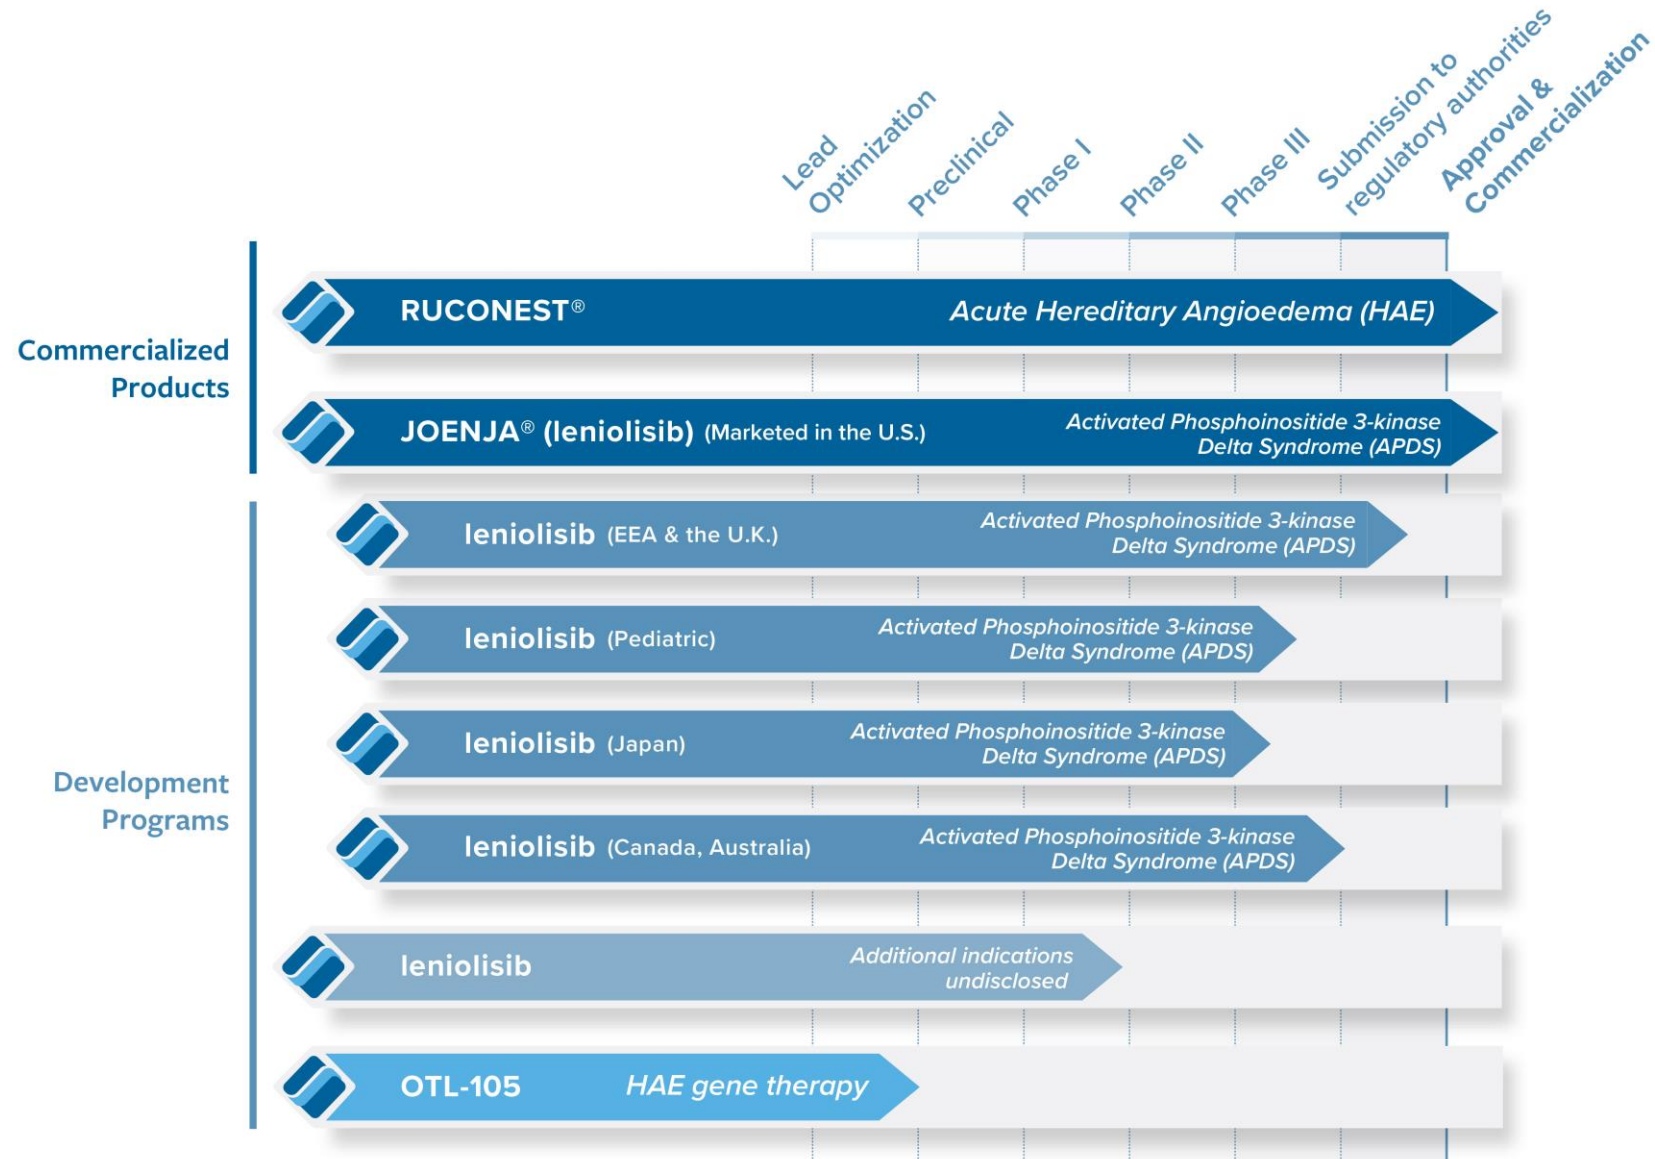 Lead
Optimization
Preclinical
Phase I
Phase II
Phase III
Submission to
regulatory authorities
Approval &
Commercialization
Commercialized
Products
RUCONEST®
Acute Hereditary Angioedema (HAE)
JOENJA® (leniolisib) (Marketed in the U.S.)
Activated Phosphoinositide 3-kinase
Delta Syndrome (APDS)
Development
Programs
leniolisib (EEA & the U.K.)
Activated Phosphoinositide 3-kinase
Delta Syndrome (APDS)
leniolisib (Pediatric)
Activated Phosphoinositide 3-kinase
Delta Syndrome (APDS)
leniolisib (Japan)
Activated Phosphoinositide 3-kinase
Delta Syndrome (APDS)
leniolisib (Canada, Australia)
Activated Phosphoinositide 3-kinase
Delta Syndrome (APDS)
leniolisib
Additional indications
undisclosed
OTL-105
HAE gene therapy